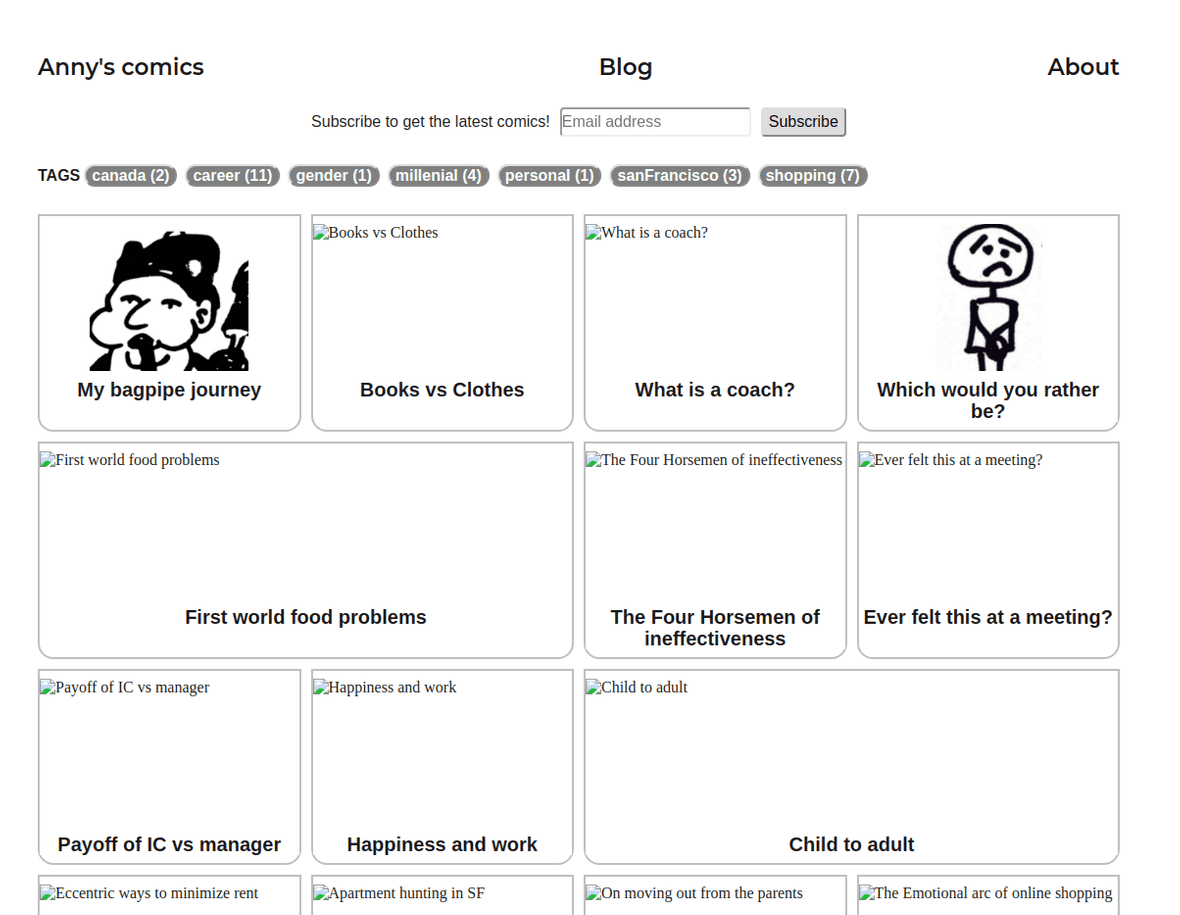 Anny's comics Blog About
Subscribe to get the latest comics! Email address Subscribe
TAGS canada (2) career (11) gender (1) millenial (4) personal (1) sanFrancisco (3) shopping (7)
Books vs Clothes What is a coach?
My bagpipe journey Books vs Clothes What is a coach? Which would you rather
be?
First world food problems The Four Horsemen of ineffectiveness Ever felt this at a meeting?
First world food problems The Four Horsemen of Ever felt this at a meeting?
ineffectiveness
Payoff of IC vs manager Happiness and work Child to adult
Payoff of IC vs manager Happiness and work Child to adult
Eccentric ways to minimize rent Apartment hunting in SF On moving out from the parents The Emotional arc of online shopping